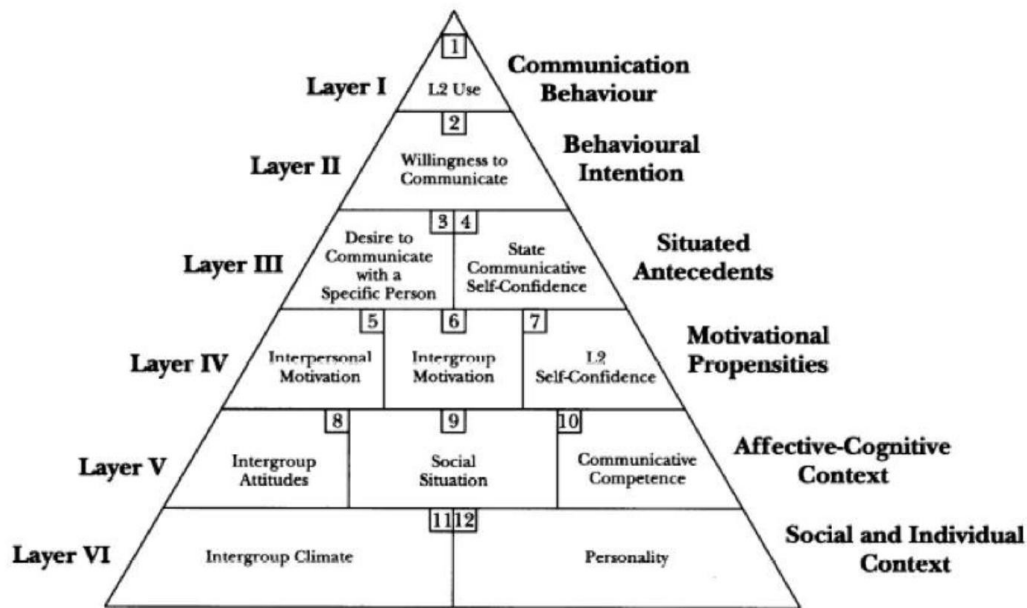 1
Layer I
L2 Use
Communication
Behaviour
2
Layer II
Willingness to
Communicate
Behavioural
Intention
3 4
Layer III
Desire to
Communicate
with a
Specific Person
State
Communicative
Self-Confidence
Situated
Antecedents
5 6 7
Layer IV
Interpersonal
Motivation
Intergroup
Motivation
L2
Self-Confidence
Motivational
Propensities
8 9 10
Layer V
Intergroup
Attitudes
Social
Situation
Communicative
Competence
Affective-Cognitive
Context
11 12
Layer VI
Intergroup Climate
Personality
Social and Individual
Context